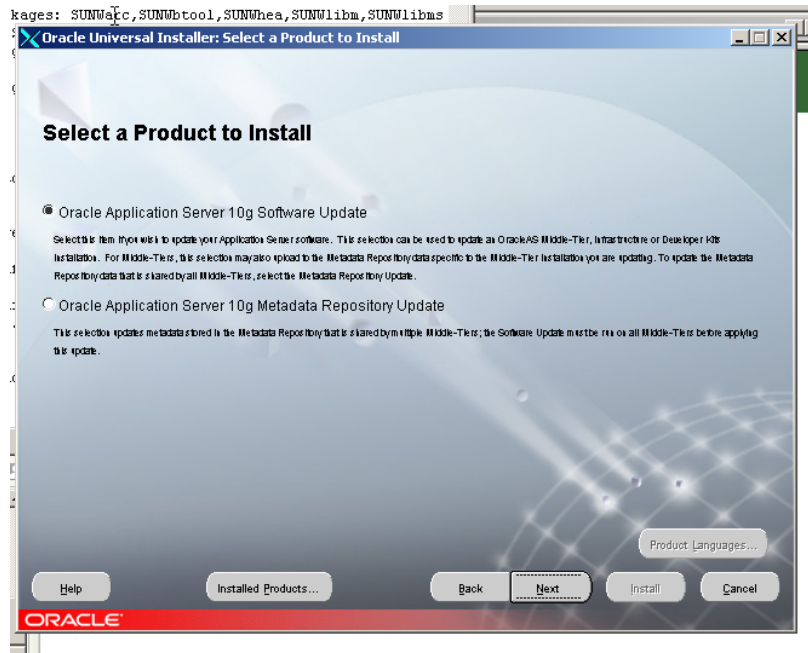 kages: SUNWacc,SUNWbtool,SUNWhea,SUNWlibm,SUNWlibms
Oracle Universal Installer: Select a Product to Install
Select a Product to Install
Oracle Application Server 10g Software Update
Select this item if you wish to update your Application Server software. This selection can be used to update an OracleAS Middle-Tier, Infrastructure or Developer Kits
Installation. For Middle-Tiers, this selection may also upload to the Metadata Repository data specific to the Middle-Tier Installation you are updating. To update the Metadata
Repository data that is shared by all Middle-Tiers, select the Metadata Repository Update.
Oracle Application Server 10g Metadata Repository Update
This selection updates metadata stored in the Metadata Repository that is shared by multiple Middle-Tiers; the Software Update must be run on all Middle-Tiers before applying
this update.
Product Languages...
Help
Installed Products...
Back
Next
Install
Cancel
ORACLE